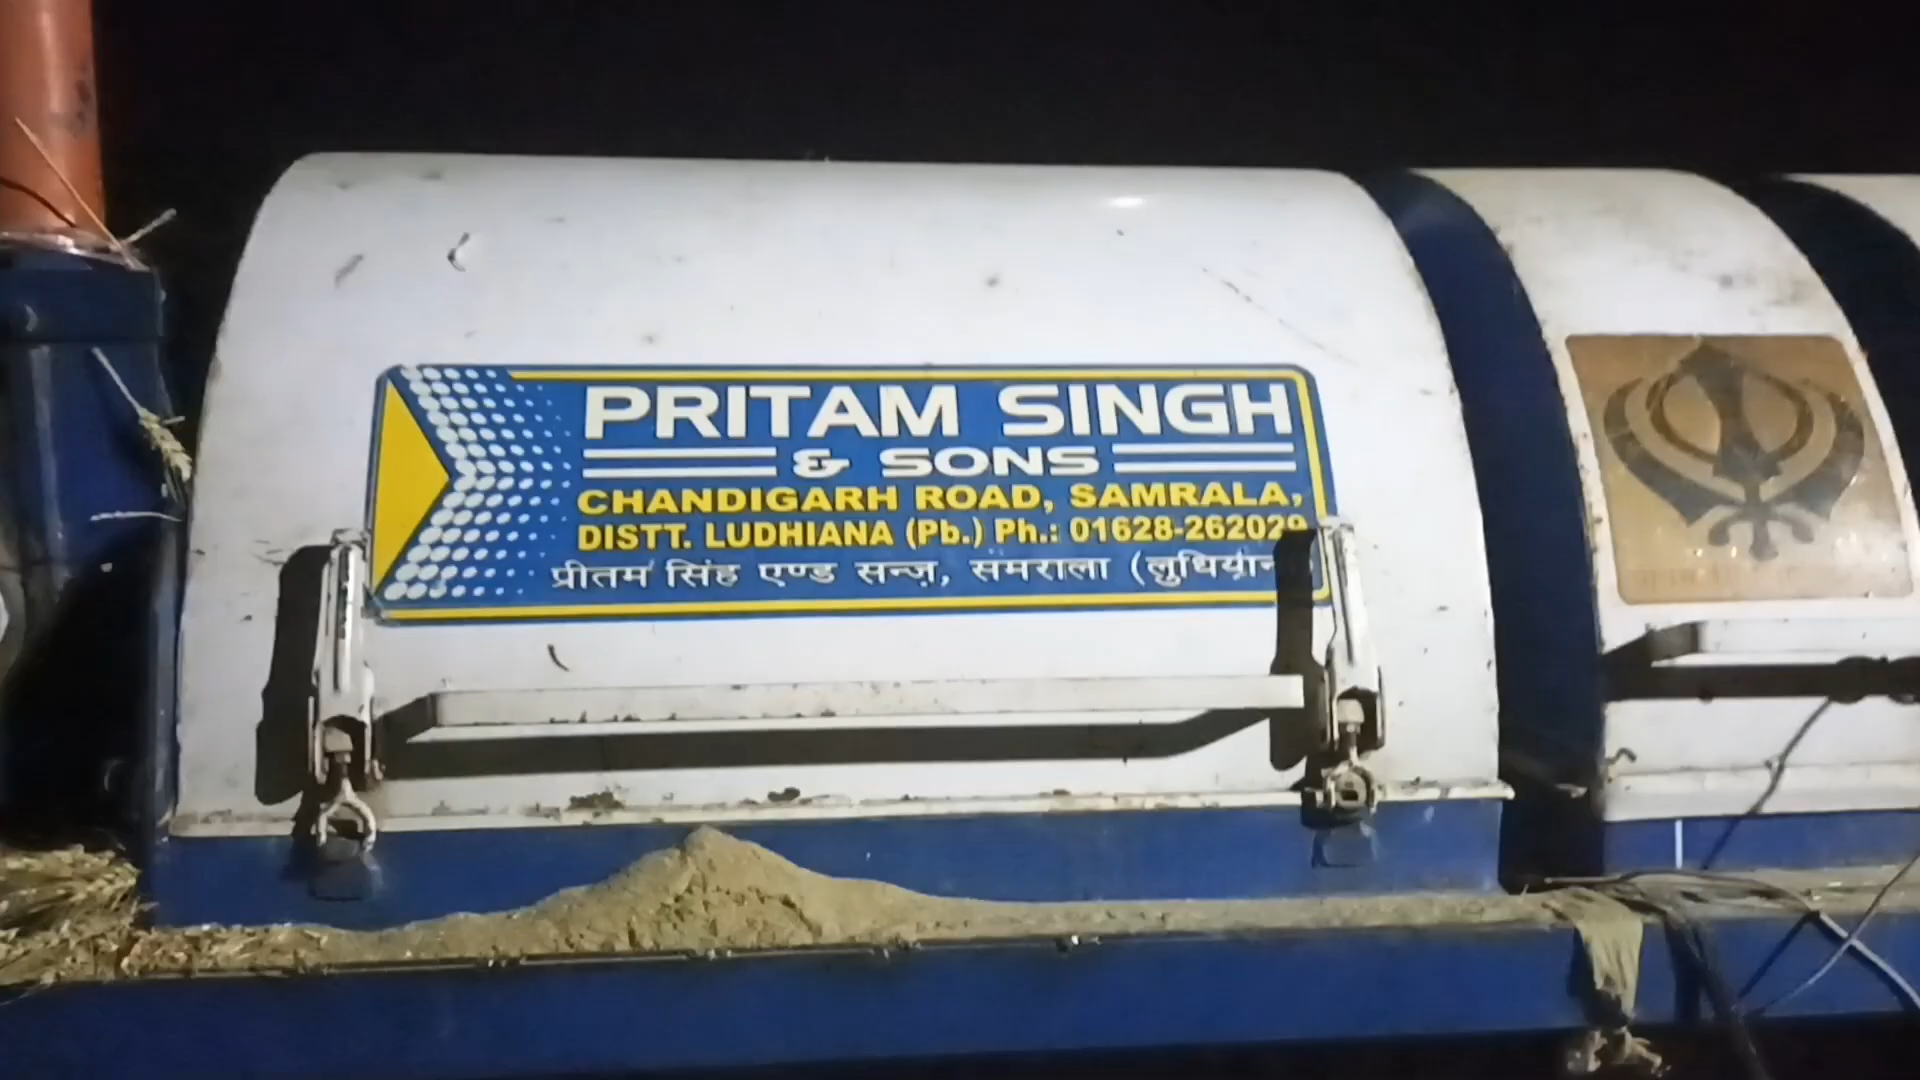 PRITAM SINGH
& SONS
CHANDIGARH ROAD, SAMRALA,
DISTT. LUDHIANA (Pb.) Ph.: 01628-262029
प्रीतम सिंह एण्ड सन्ज़, समराला